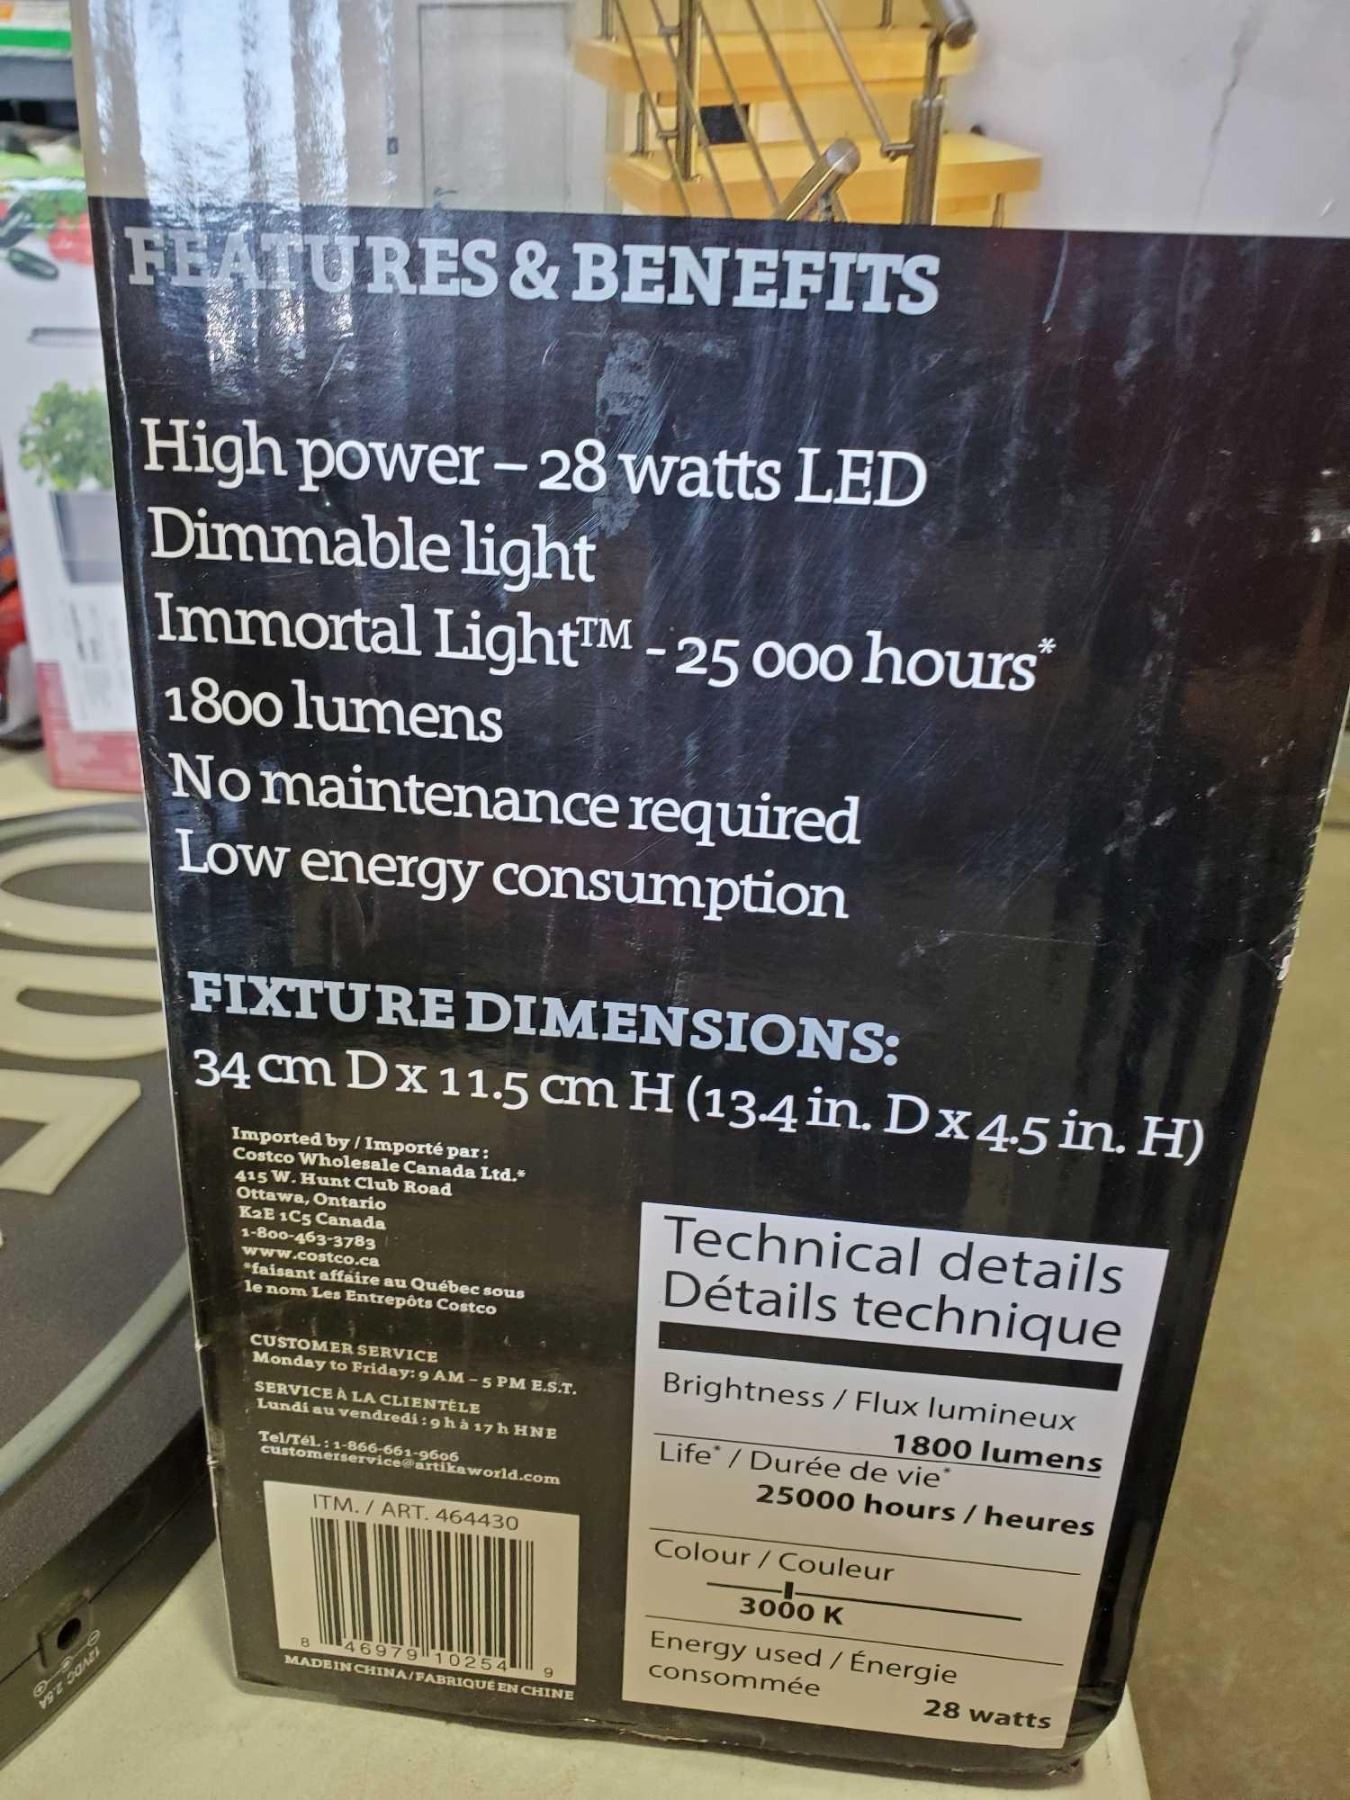 FEATURES & BENEFITS
High power – 28 watts LED
Dimmable light
Immortal Light™ - 25 000 hours*
1800 lumens
No maintenance required
Low energy consumption
FIXTURE DIMENSIONS:
34 cm D x 11.5 cm H (13.4 in. D x 4.5 in. H)
Imported by / Importé par :
Costco Wholesale Canada Ltd.*
415 W. Hunt Club Road
Ottawa, Ontario
K2E 1C5 Canada
1-800-463-3783
www.costco.ca
*faisant affaire au Québec sous
le nom Les Entrepôts Costco
CUSTOMER SERVICE
Monday to Friday: 9 AM – 5 PM E.S.T.
SERVICE À LA CLIENTÈLE
Lundi au vendredi : 9 h à 17 h HNE
Tel/Tél. : 1-866-661-9606
customerservice@artikaworld.com
ITM. / ART. 464430
8 46979 10254 9
MADE IN CHINA / FABRIQUÉ EN CHINE
Technical details
Détails technique
Brightness / Flux lumineux
1800 lumens
Life* / Durée de vie*
25000 hours / heures
Colour / Couleur
3000 K
Energy used / Énergie
consommée
28 watts
12VDC 2.5A